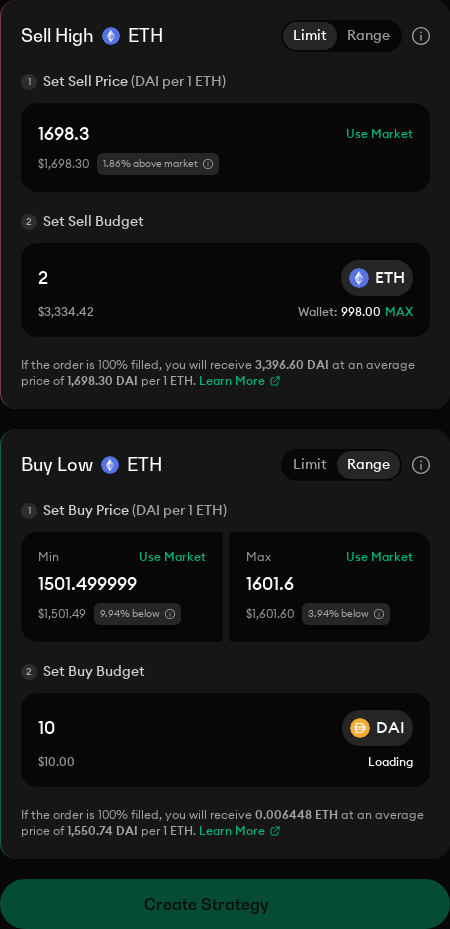 Sell High ETH Limit Range
1 Set Sell Price (DAI per 1 ETH)
1698.3 Use Market
$1,698.30 1.86% above market
2 Set Sell Budget
2 ETH
$3,334.42 Wallet: 998.00 MAX
If the order is 100% filled, you will receive 3,396.60 DAI at an average
price of 1,698.30 DAI per 1 ETH. Learn More
Buy Low ETH Limit Range
1 Set Buy Price (DAI per 1 ETH)
Min Use Market Max Use Market
1501.499999 1601.6
$1,501.49 9.94% below $1,601.60 3.94% below
2 Set Buy Budget
10 DAI
$10.00 Loading
If the order is 100% filled, you will receive 0.006448 ETH at an average
price of 1,550.74 DAI per 1 ETH. Learn More
Create Strategy